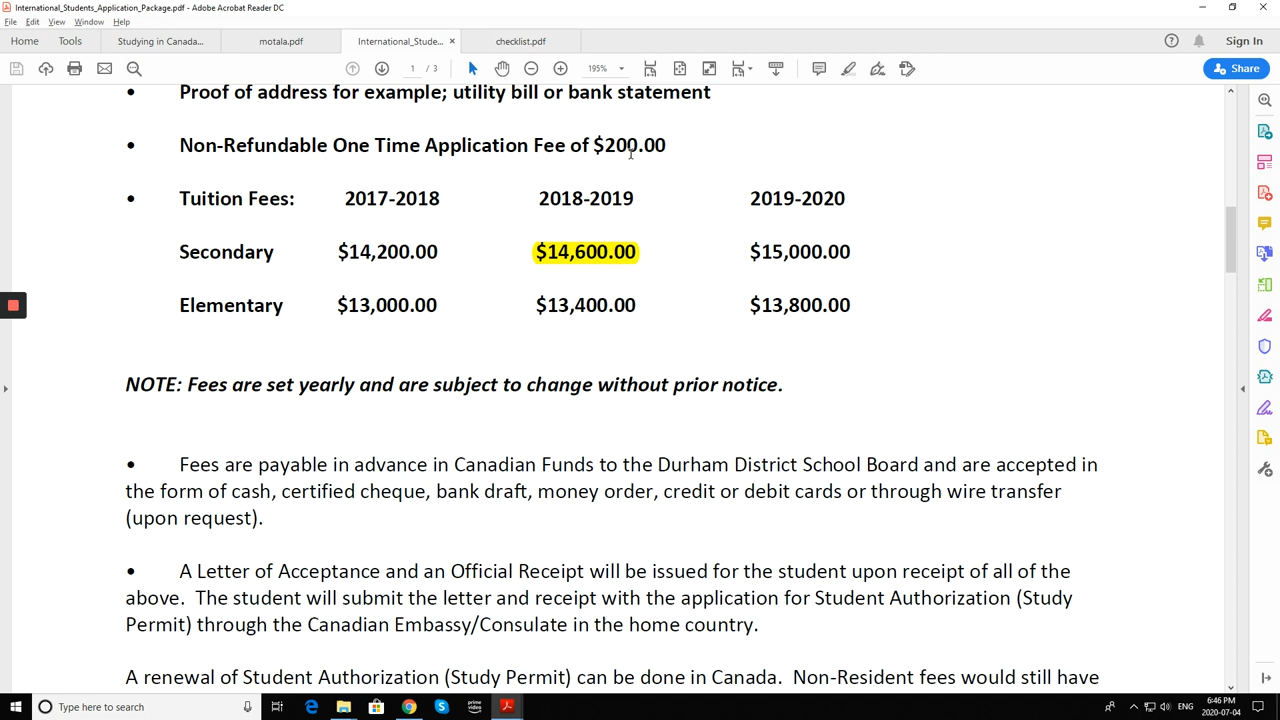 International_Students_Application_Package.pdf - Adobe Acrobat Reader DC
File Edit View Window Help
Home Tools Studying in Canada... motala.pdf International_Stude... × checklist.pdf Sign In
1 / 3 195% Share
• Proof of address for example; utility bill or bank statement
• Non-Refundable One Time Application Fee of $200.00
• Tuition Fees: 2017-2018 2018-2019 2019-2020
Secondary $14,200.00 $14,600.00 $15,000.00
Elementary $13,000.00 $13,400.00 $13,800.00
NOTE: Fees are set yearly and are subject to change without prior notice.
• Fees are payable in advance in Canadian Funds to the Durham District School Board and are accepted in
the form of cash, certified cheque, bank draft, money order, credit or debit cards or through wire transfer
(upon request).
• A Letter of Acceptance and an Official Receipt will be issued for the student upon receipt of all of the
above. The student will submit the letter and receipt with the application for Student Authorization (Study
Permit) through the Canadian Embassy/Consulate in the home country.
A renewal of Student Authorization (Study Permit) can be done in Canada. Non-Resident fees would still have
Type here to search prime video ENG 6:46 PM
2020-07-04